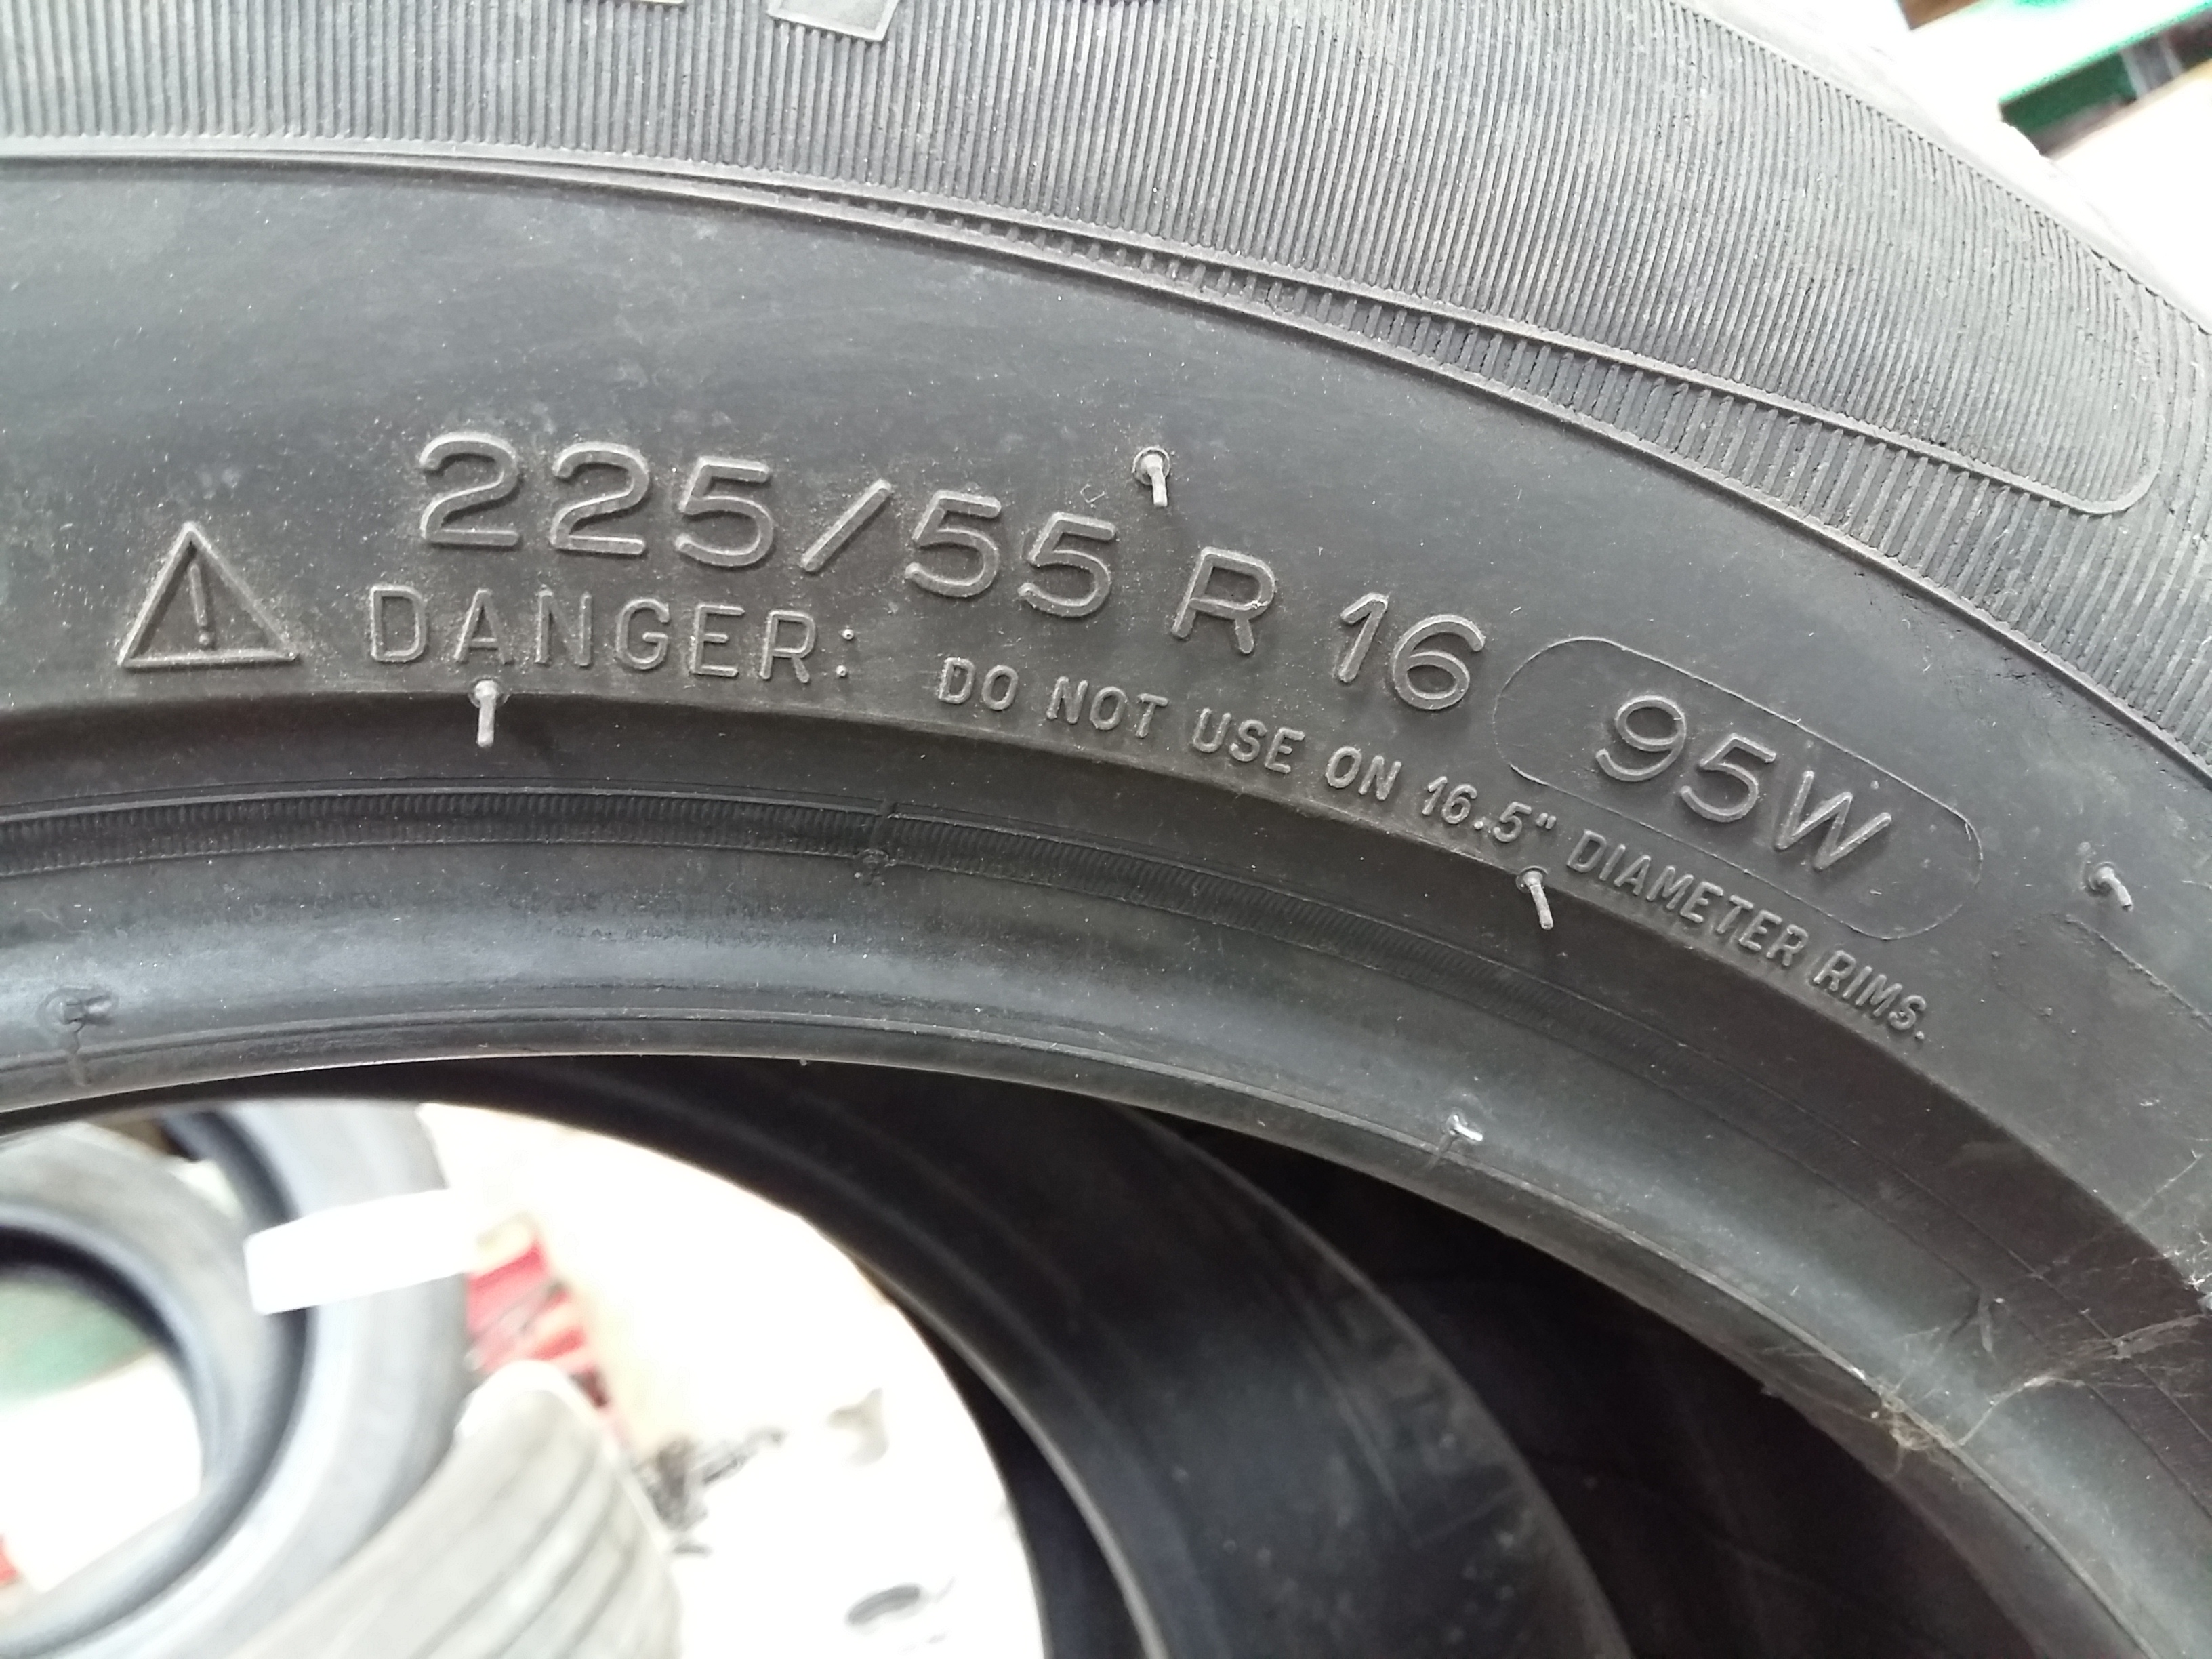 225/55 R 16 95W
DANGER: DO NOT USE ON 16.5" DIAMETER RIMS.